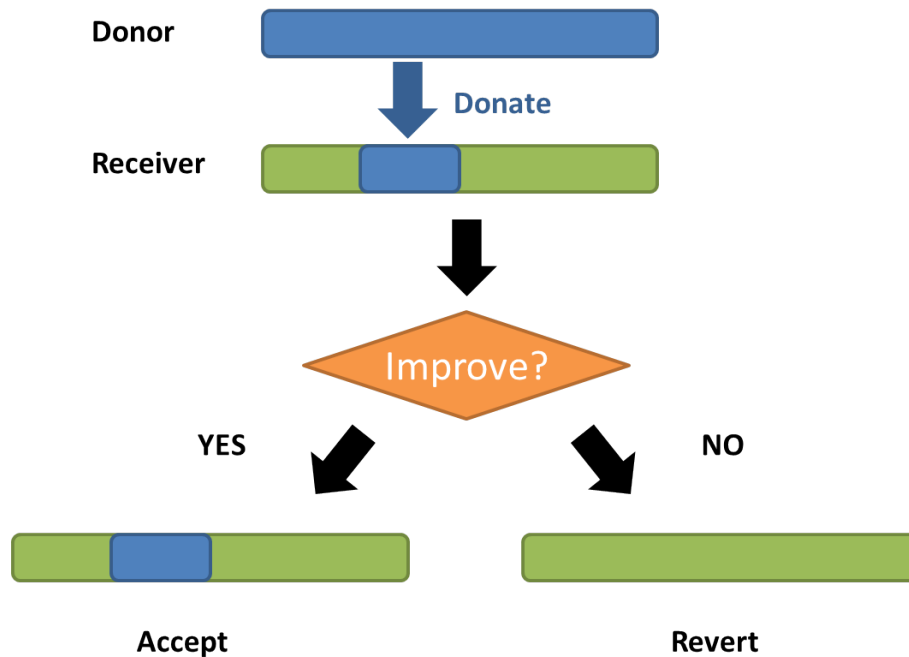 Donor
Donate
Receiver
Improve?
YES
NO
Accept
Revert